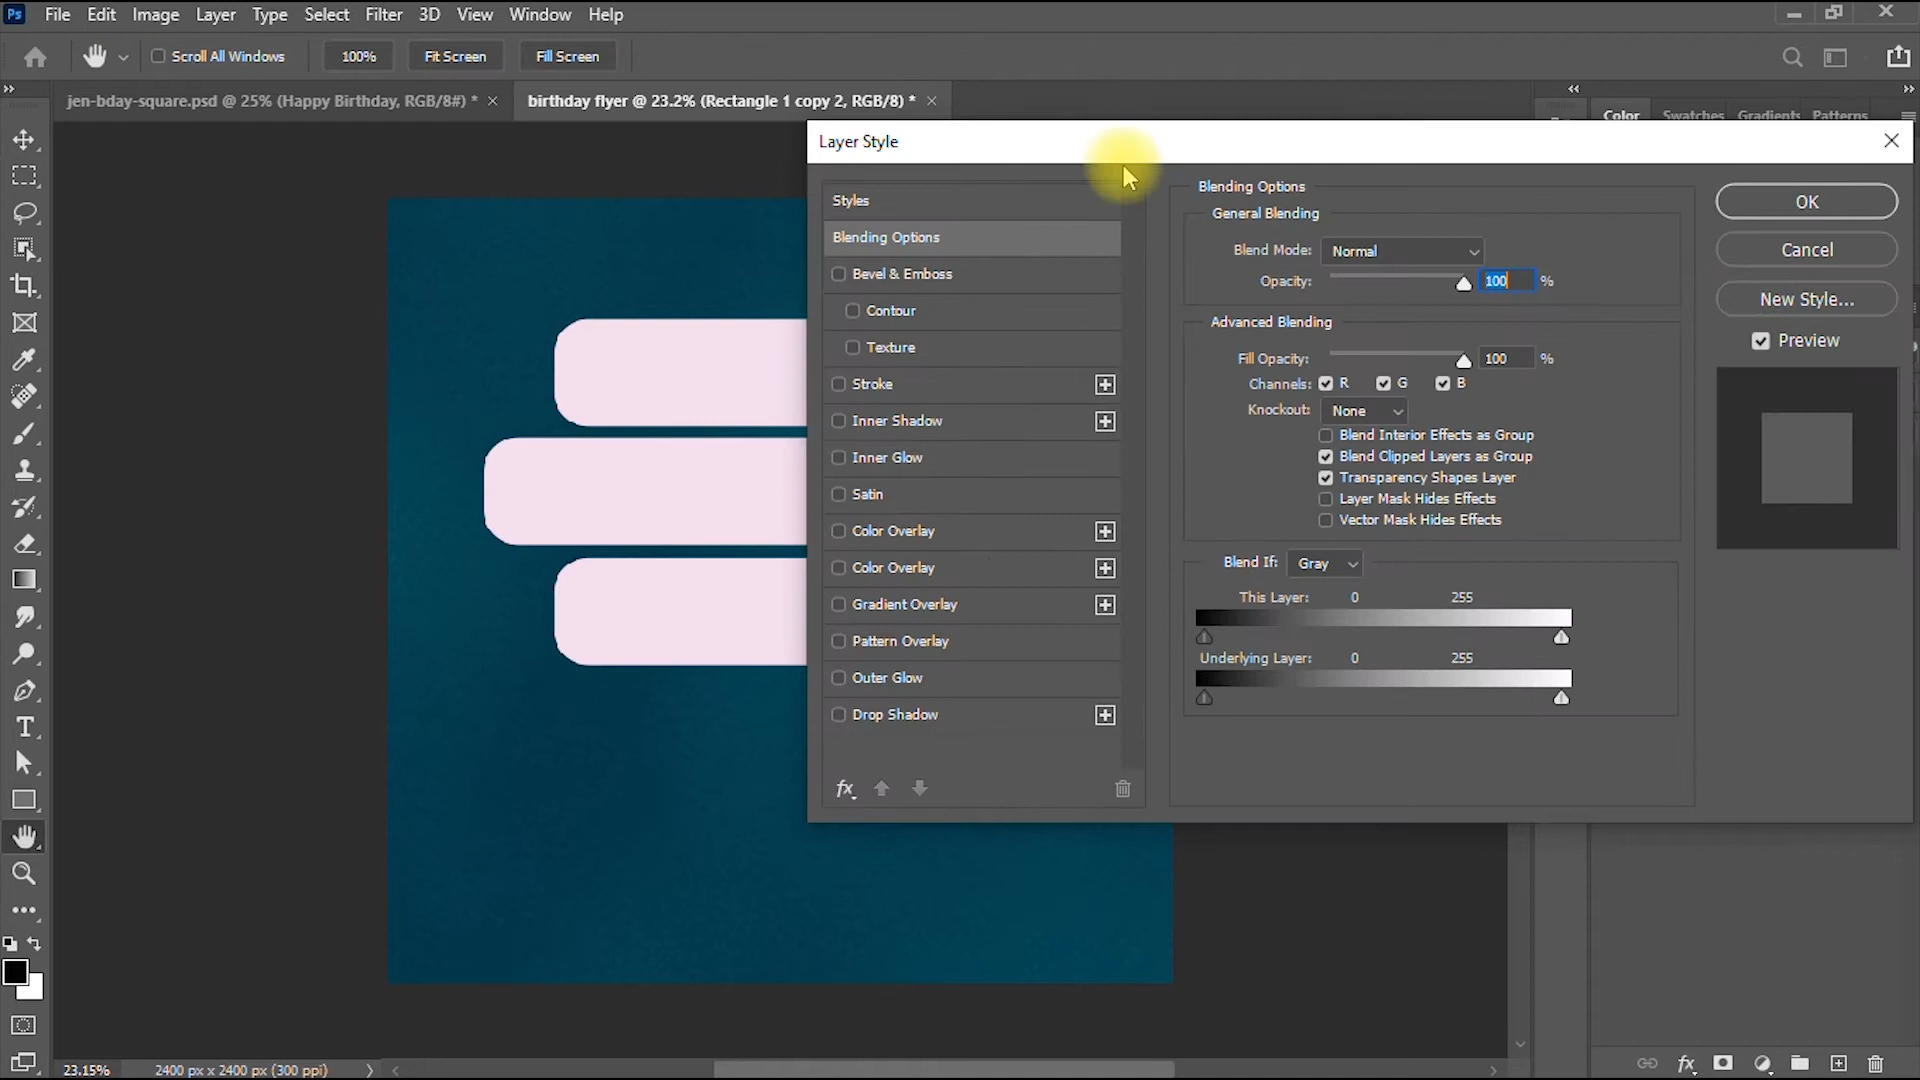 Ps File Edit Image Layer Type Select Filter 3D View Window Help
Scroll All Windows 100% Fit Screen Fill Screen
jen-bday-square.psd @ 25% (Happy Birthday, RGB/8#) * birthday flyer @ 23.2% (Rectangle 1 copy 2, RGB/8) *
Color Swatches Gradients Patterns
Layer Style
Styles
Blending Options
Bevel & Emboss
Contour
Texture
Stroke
Inner Shadow
Inner Glow
Satin
Color Overlay
Color Overlay
Gradient Overlay
Pattern Overlay
Outer Glow
Drop Shadow
fx
Blending Options
General Blending
Blend Mode: Normal
Opacity: 100 %
Advanced Blending
Fill Opacity: 100 %
Channels: R G B
Knockout: None
Blend Interior Effects as Group
Blend Clipped Layers as Group
Transparency Shapes Layer
Layer Mask Hides Effects
Vector Mask Hides Effects
Blend If: Gray
This Layer: 0 255
Underlying Layer: 0 255
OK
Cancel
New Style...
Preview
23.15% 2400 px x 2400 px (300 ppi)
fx